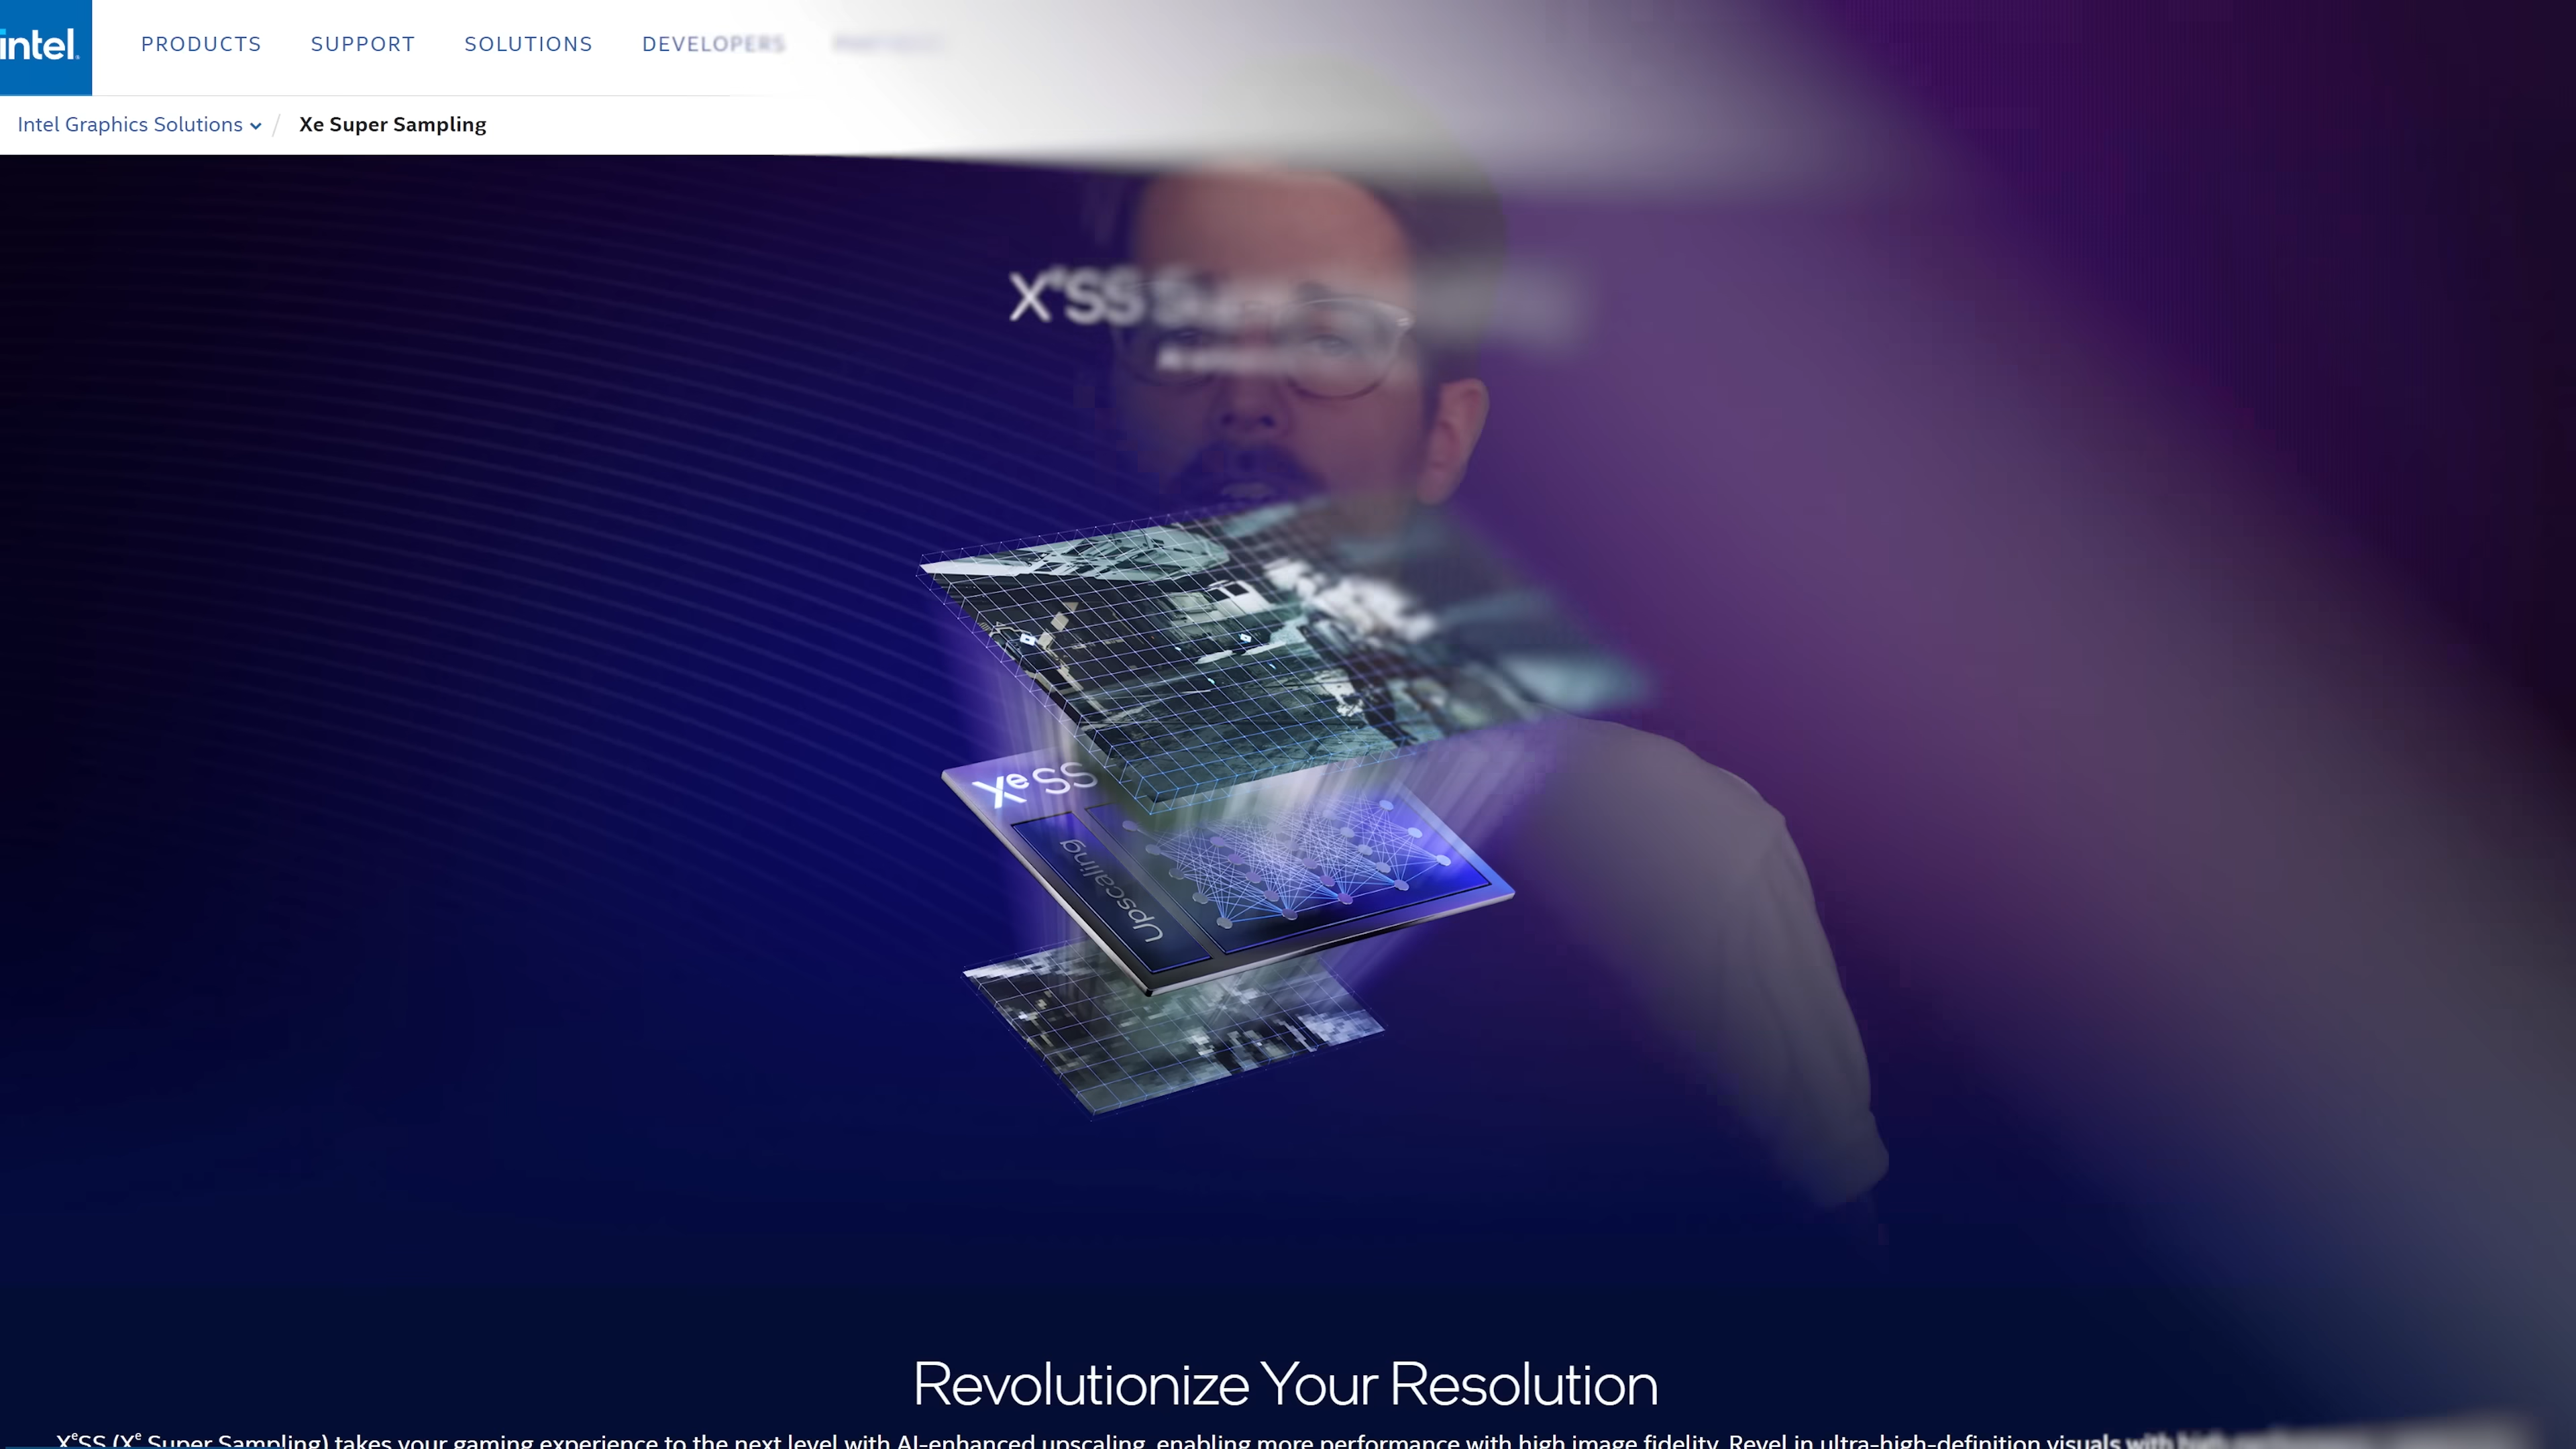 intel.
PRODUCTS SUPPORT SOLUTIONS DEVELOPERS
Intel Graphics Solutions / Xe Super Sampling
XeSS
XeSS
Upscaling
Revolutionize Your Resolution
XeSS (Xe Super Sampling) takes your gaming experience to the next level with AI-enhanced upscaling, enabling more performance with high image fidelity. Revel in ultra-high-definition visuals with